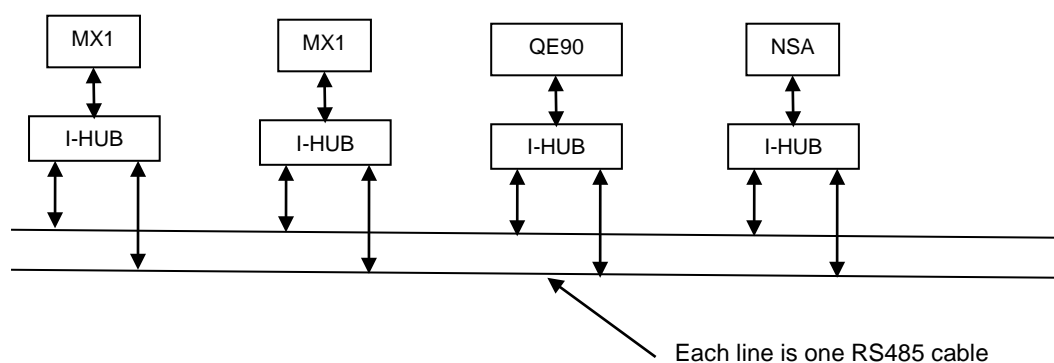 MX1 MX1 QE90 NSA
I-HUB I-HUB I-HUB I-HUB
Each line is one RS485 cable